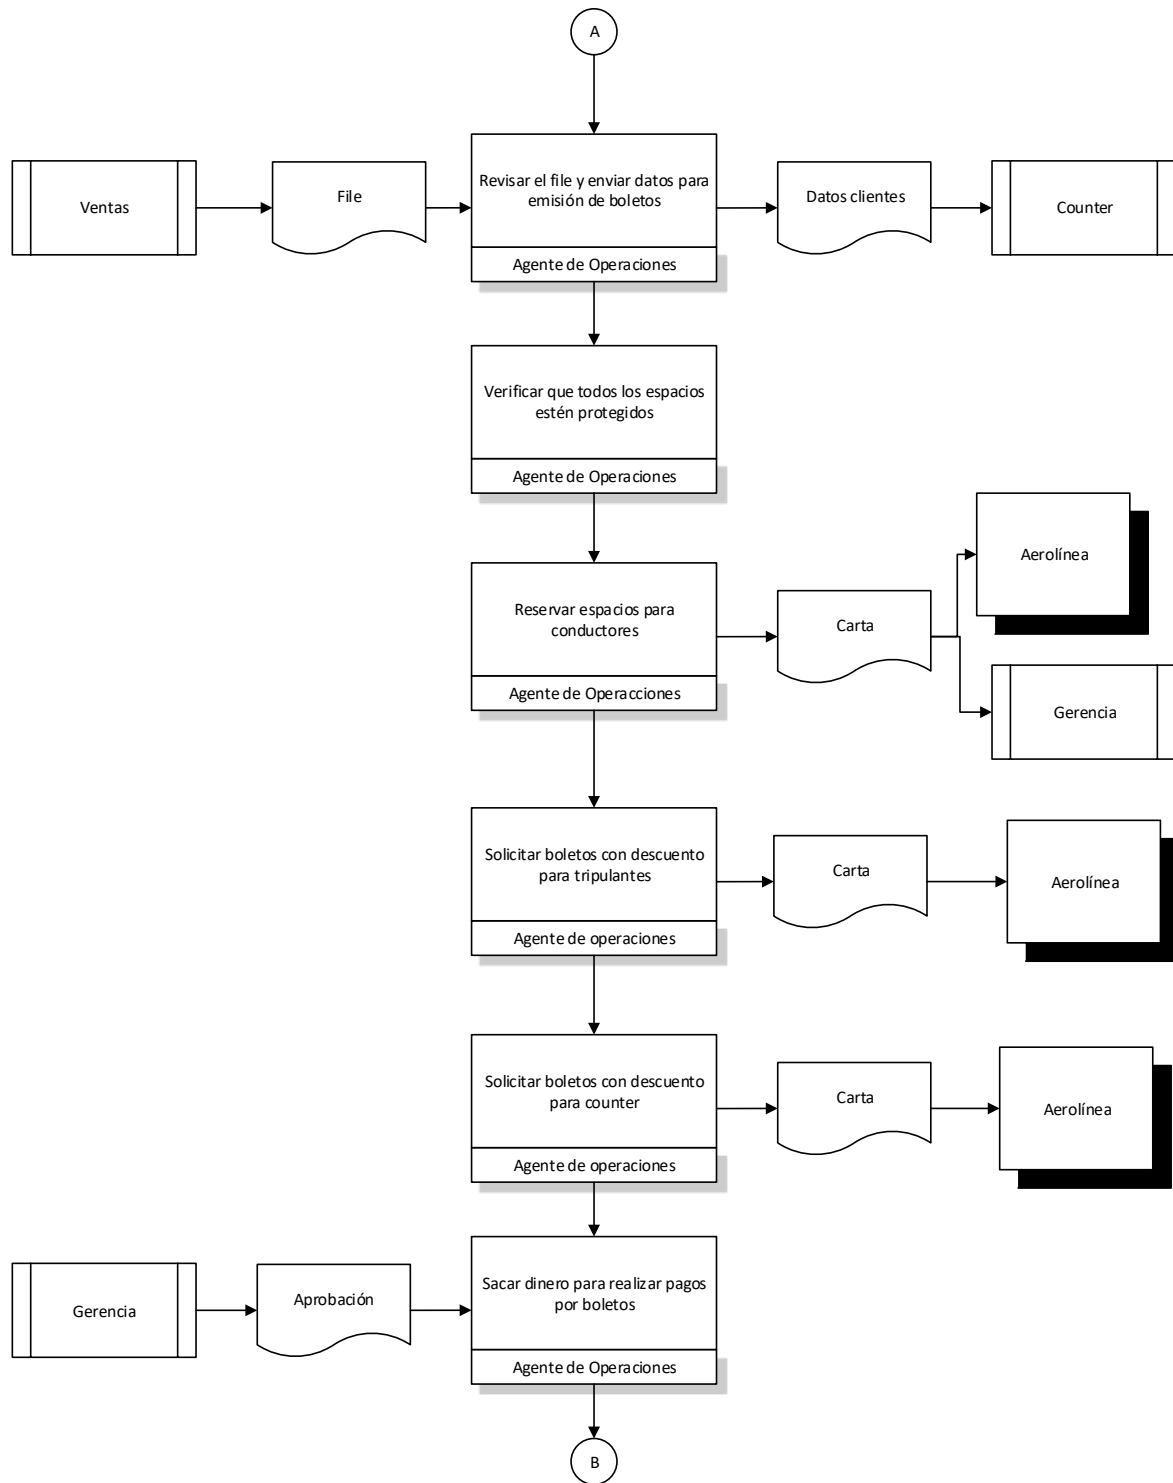 A
Ventas
File
Revisar el file y enviar datos para
emisión de boletos
Agente de Operaciones
Datos clientes
Counter
Verificar que todos los espacios
estén protegidos
Agente de Operaciones
Reservar espacios para
conductores
Agente de Operacciones
Carta
Aerolínea
Gerencia
Solicitar boletos con descuento
para tripulantes
Agente de operaciones
Carta
Aerolínea
Solicitar boletos con descuento
para counter
Agente de operaciones
Carta
Aerolínea
Gerencia
Aprobación
Sacar dinero para realizar pagos
por boletos
Agente de Operaciones
B